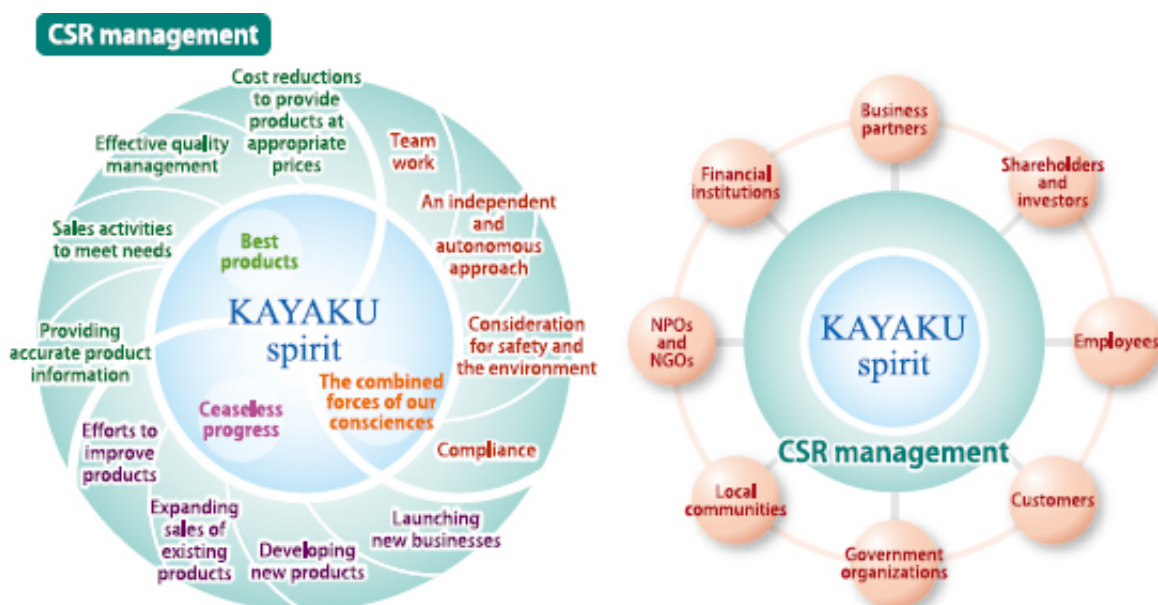 CSR management
Cost reductions
to provide
products at
appropriate
prices
Effective quality
management
Sales activities
to meet needs
Providing
accurate product
information
Team
work
An independent
and
autonomous
approach
Consideration
for safety and
the environment
Compliance
Best
products
KAYAKU
spirit
The combined
forces of our
consciences
Ceaseless
progress
Efforts to
improve
products
Expanding
sales of
existing
products
Developing
new products
Launching
new businesses
Business
partners
Shareholders
and
investors
Employees
Customers
Government
organizations
Local
communities
NPOs
and
NGOs
Financial
institutions
KAYAKU
spirit
CSR management